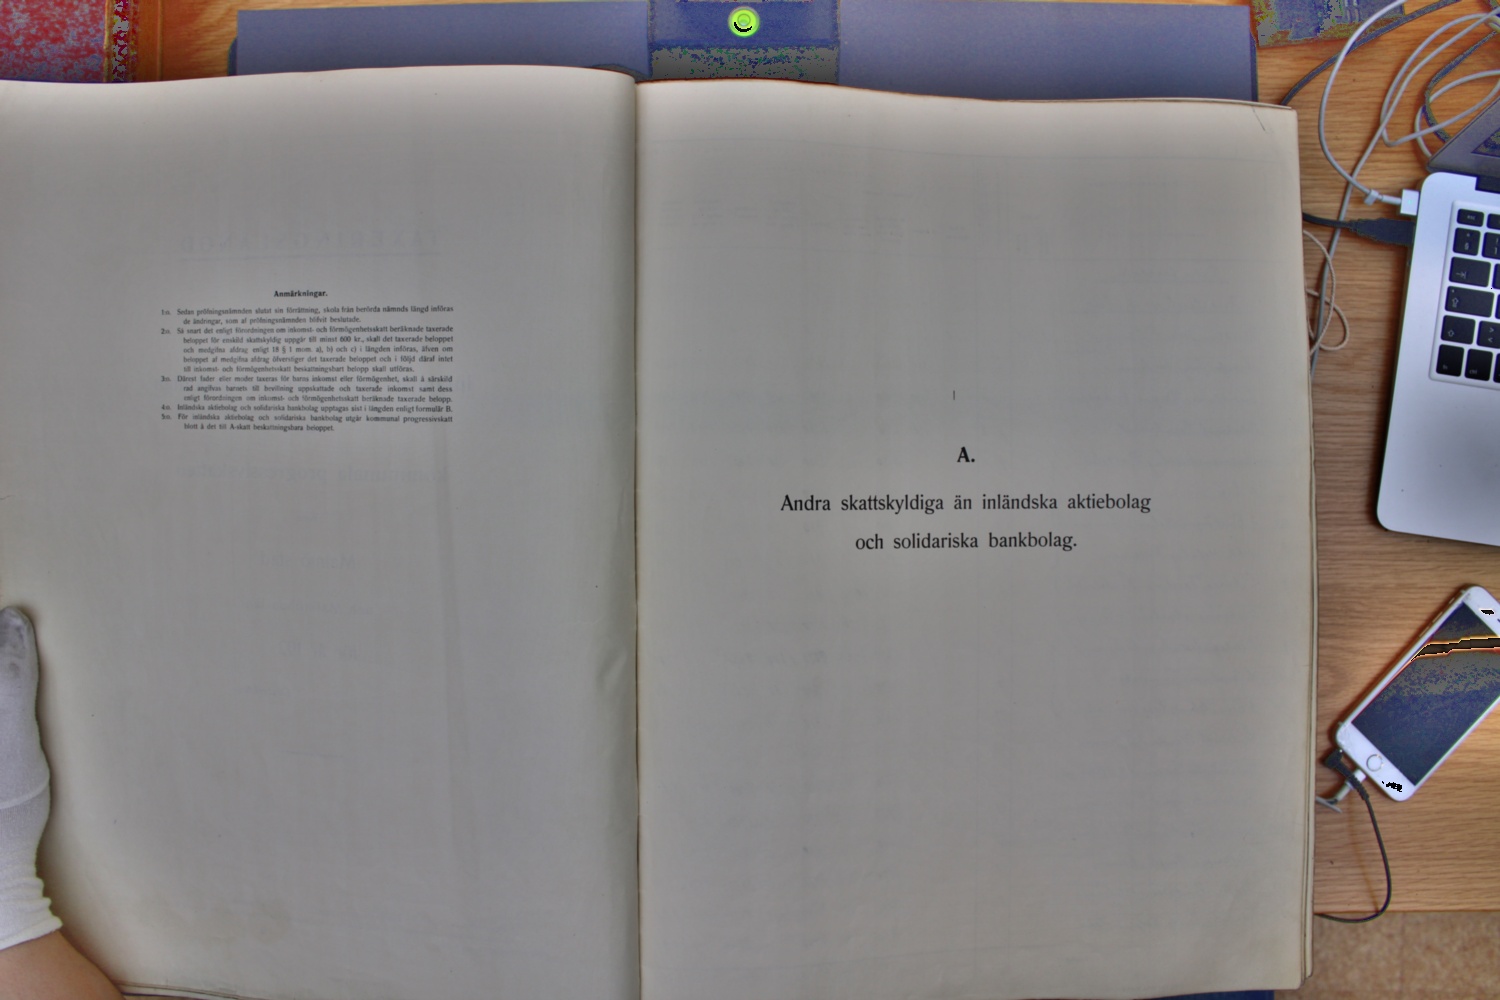 Anmärkningar.
1:o. Sedan pröfningsnämnden slutat sin förrättning, skola från berörda nämnds längd införas
de ändringar, som af pröfningsnämnden blifvit beslutade.
2:o. Så snart det enligt förordningen om inkomst- och förmögenhetsskatt beräknade taxerade
beloppet för enskild skattskyldig uppgår till minst 600 kr., skall det taxerade beloppet
och medgifna afdrag enligt 18 § 1 mom. a), b) och c) i längden införas, äfven om
beloppet af medgifna afdrag öfverstiger det taxerade beloppet och i följd däraf intet
till inkomst- och förmögenhetsskatt beskattningsbart belopp skall utföras.
3:o. Därest fader eller moder taxeras för barns inkomst eller förmögenhet, skall å särskild
rad angifvas barnets till bevillning uppskattade och taxerade inkomst samt dess
enligt förordningen om inkomst- och förmögenhetsskatt beräknade taxerade belopp.
4:o. Inländska aktiebolag och solidariska bankbolag upptagas sist i längden enligt formulär B.
5:o. För inländska aktiebolag och solidariska bankbolag utgår kommunal progressivskatt
blott å det till A-skatt beskattningsbara beloppet.
A.
Andra skattskyldiga än inländska aktiebolag
och solidariska bankbolag.